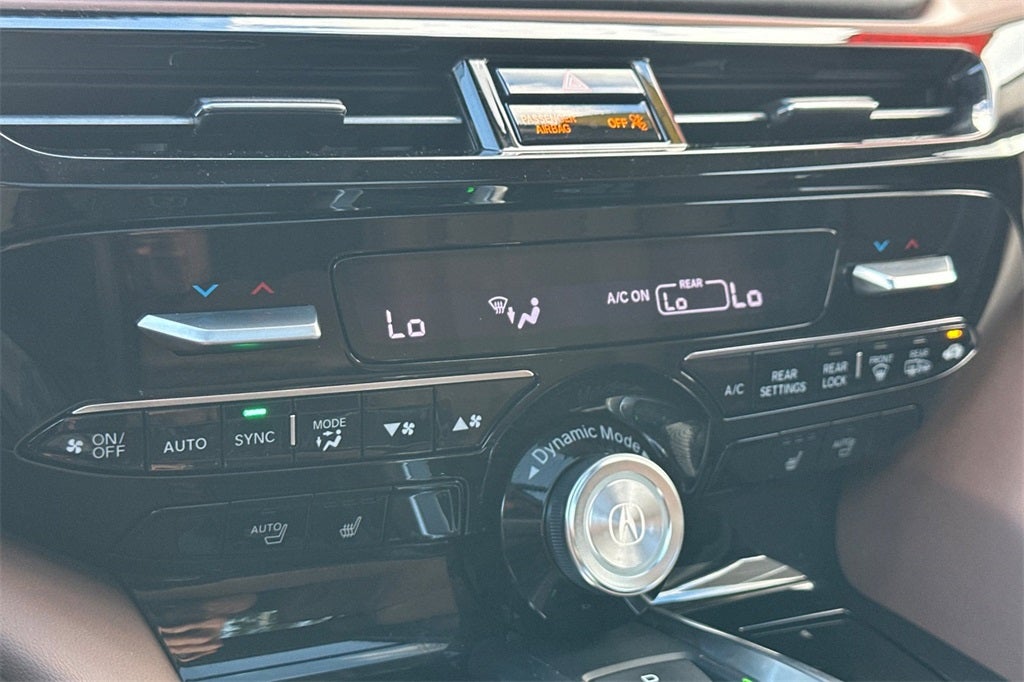 PASSENGER
AIRBAG OFF
Lo
A/C ON
REAR
Lo
Lo
ON/
OFF
AUTO
SYNC
MODE
A/C
REAR
SETTINGS
REAR
LOCK
FRONT
REAR
Dynamic Mode
AUTO
AUTO
P